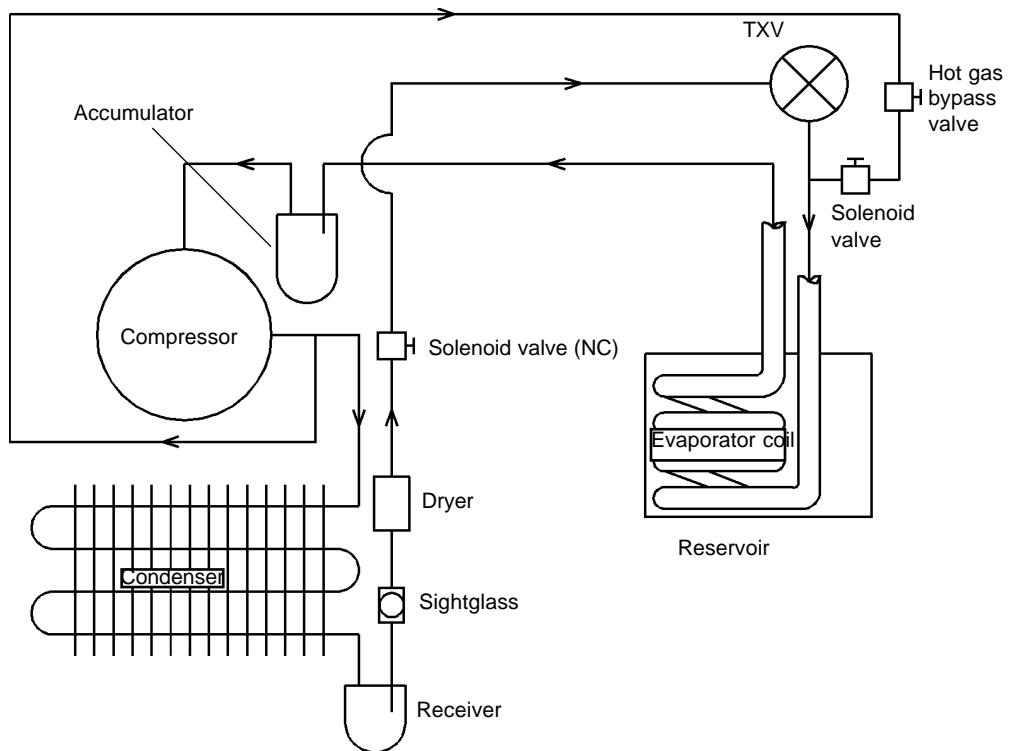 TXV
Hot gas
bypass
valve
Accumulator
Solenoid
valve
Compressor
Solenoid valve (NC)
Evaporator coil
Dryer
Reservoir
Condenser
Sightglass
Receiver